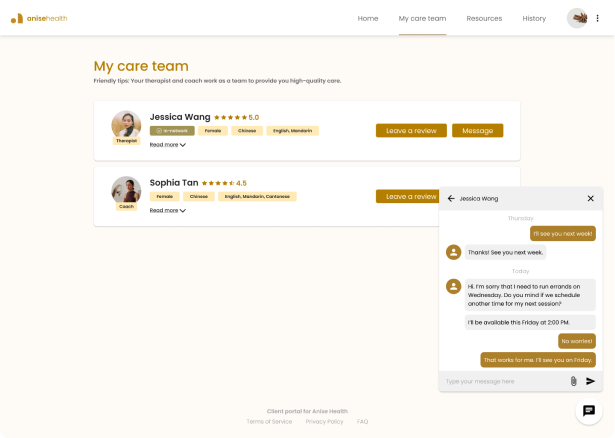 anisehealth
Home
My care team
Resources
History
My care team
Friendly tips: Your therapist and coach work as a team to provide you high-quality care.
Jessica Wang 5.0
Therapist
In-network
Female
Chinese
English, Mandarin
Read more
Leave a review
Message
Sophia Tan 4.5
Coach
Female
Chinese
English, Mandarin, Cantonese
Read more
Leave a review
Jessica Wang
Thursday
I'll see you next week!
Thanks! See you next week.
Today
Hi. I'm sorry that I need to run errands on
Wednesday. Do you mind if we schedule
another time for my next session?
I'll be available this Friday at 2:00 PM.
No worries!
That works for me. I'll see you on Friday.
Type your message here
Client portal for Anise Health
Terms of Service
Privacy Policy
FAQ